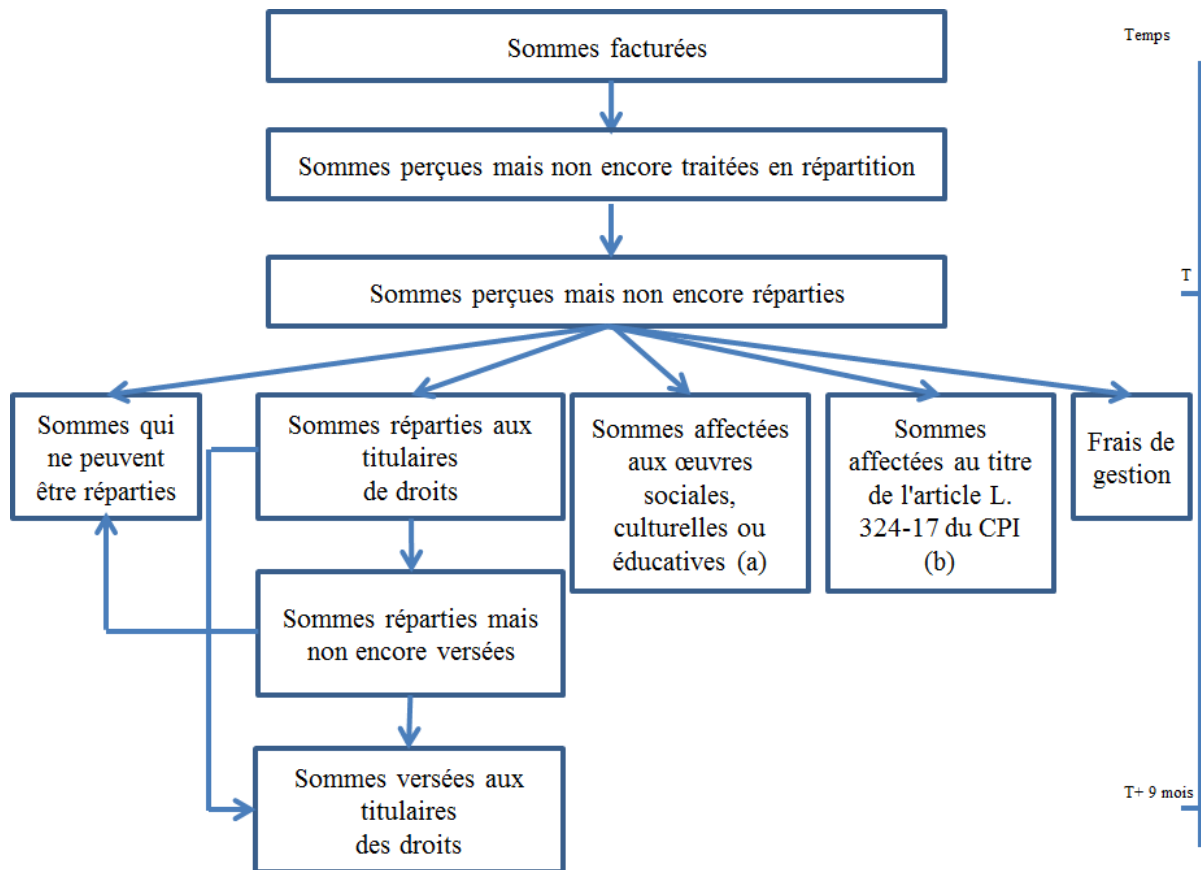 Sommes facturées
Temps
Sommes perçues mais non encore traitées en répartition
Sommes perçues mais non encore réparties
T
Sommes qui
ne peuvent
être réparties
Sommes réparties aux
titulaires
de droits
Sommes affectées
aux œuvres
sociales,
culturelles ou
éducatives (a)
Sommes
affectées au titre
de l'article L.
324-17 du CPI
(b)
Frais de
gestion
Sommes réparties mais
non encore versées
Sommes versées aux
titulaires
des droits
T+ 9 mois